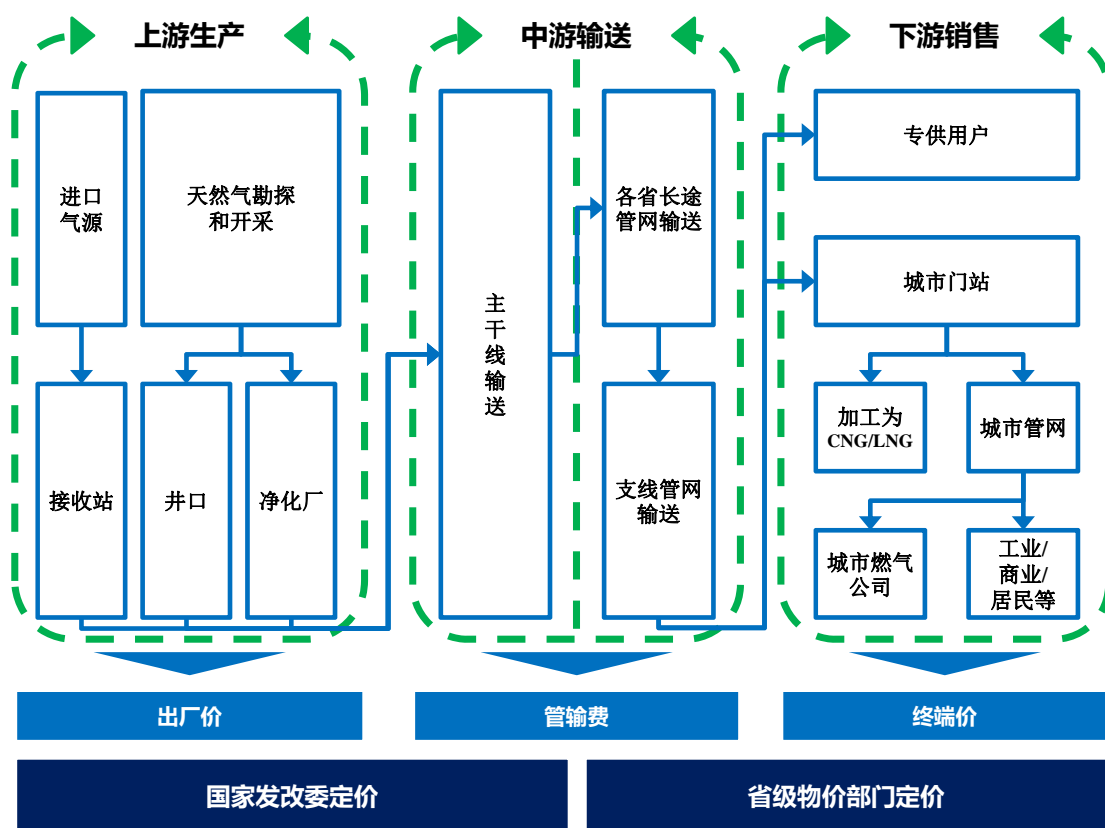 上游生产
中游输送
下游销售
进口
气源
天然气勘探
和开采
接收站
井口
净化厂
主
干
线
输
送
各省长途
管网输送
支线管网
输送
专供用户
城市门站
加工为
CNG/LNG
城市管网
城市燃气
公司
工业/
商业/
居民等
出厂价
管输费
终端价
国家发改委定价
省级物价部门定价